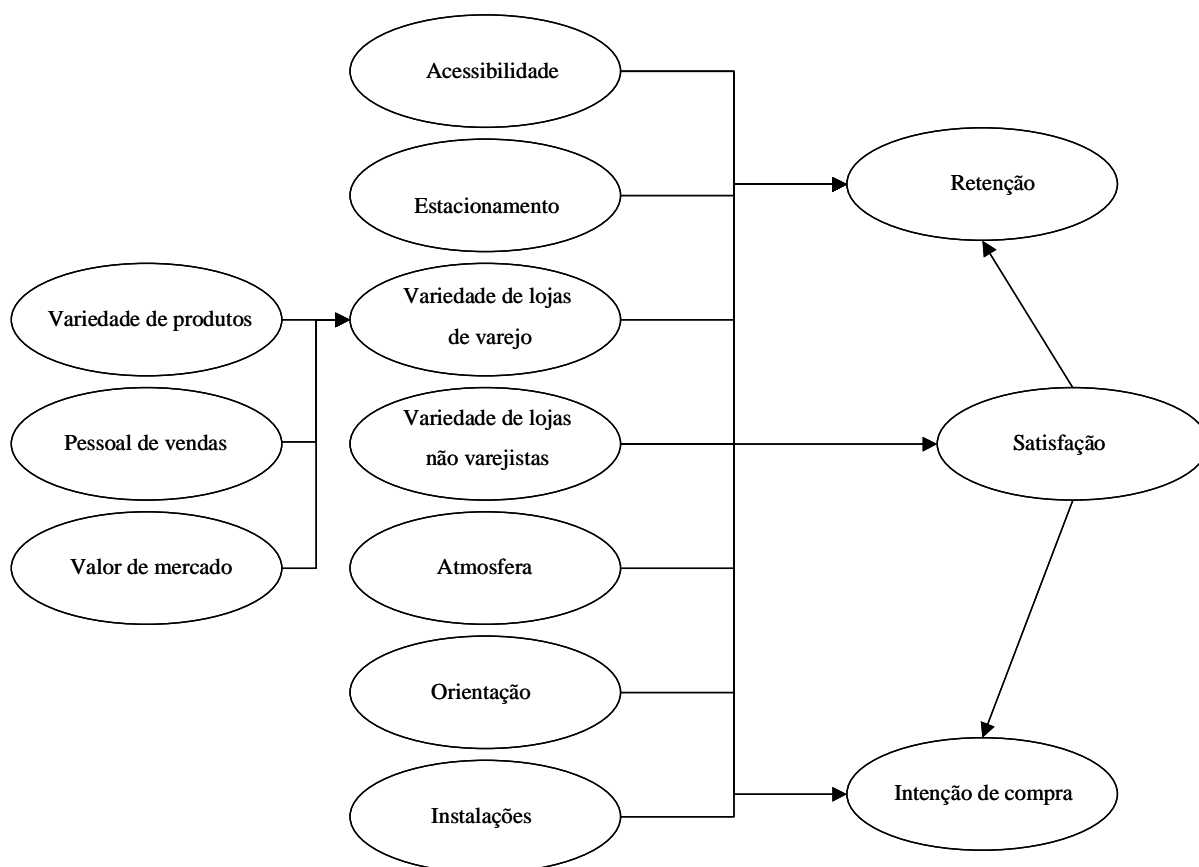 Acessibilidade
Estacionamento
Variedade de lojas
de varejo
Variedade de lojas
não varejistas
Atmosfera
Orientação
Instalações
Variedade de produtos
Pessoal de vendas
Valor de mercado
Retenção
Satisfação
Intenção de compra